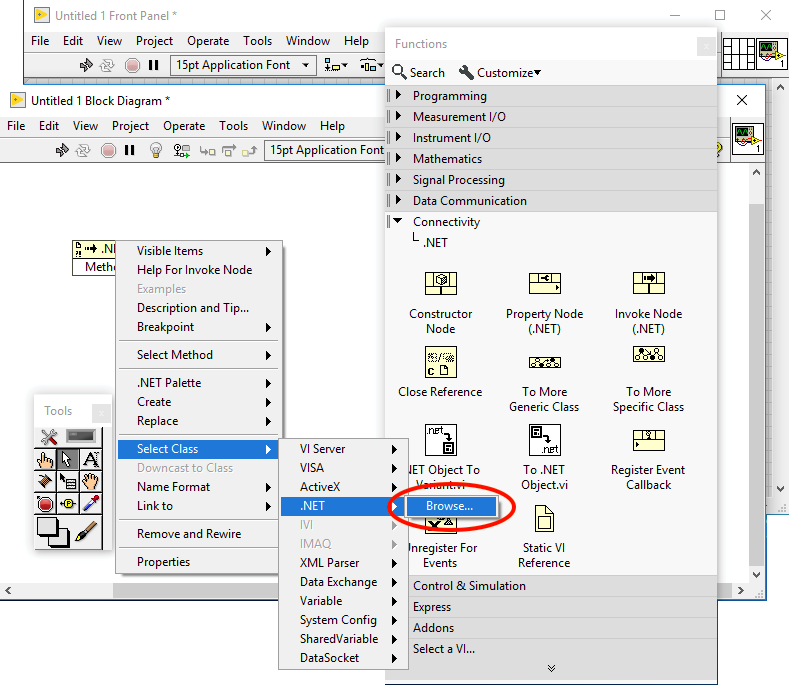 Untitled 1 Front Panel *
File Edit View Project Operate Tools Window Help
15pt Application Font
1
Untitled 1 Block Diagram *
File Edit View Project Operate Tools Window Help
15pt Application Font
1
Functions
Search Customize
Programming
Measurement I/O
Instrument I/O
Mathematics
Signal Processing
Data Communication
Connectivity
.NET
Constructor Node
Property Node (.NET)
Invoke Node (.NET)
Close Reference
To More Generic Class
To More Specific Class
.NET Object To Variant.vi
To .NET Object.vi
Register Event Callback
Unregister For Events
Static VI Reference
Control & Simulation
Express
Addons
Select a VI...
Visible Items
Help For Invoke Node
Examples
Description and Tip...
Breakpoint
Select Method
.NET Palette
Create
Replace
Select Class
Downcast to Class
Name Format
Link to
Remove and Rewire
Properties
VI Server
VISA
ActiveX
.NET
IVI
IMAQ
XML Parser
Data Exchange
Variable
System Config
SharedVariable
DataSocket
Browse...
Tools